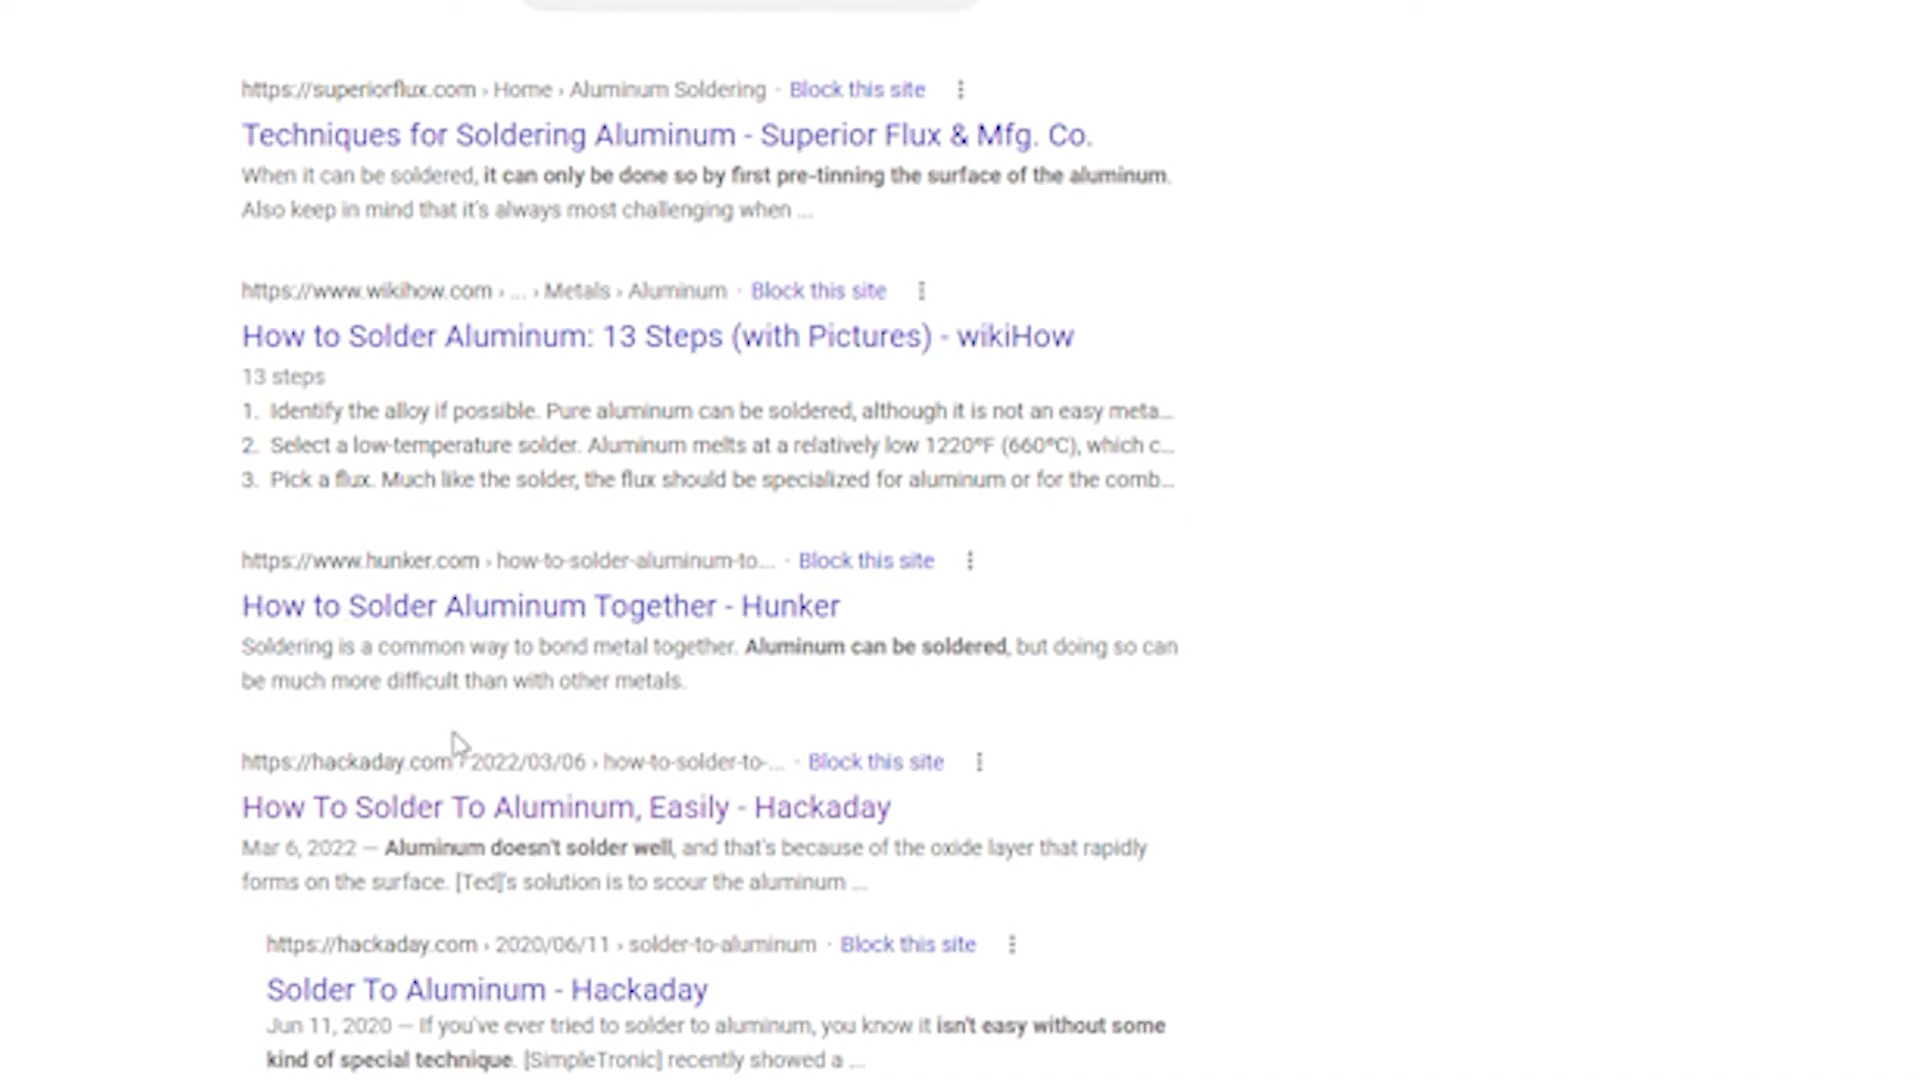 https://superiorflux.com › Home › Aluminum Soldering · Block this site
Techniques for Soldering Aluminum - Superior Flux & Mfg. Co.
When it can be soldered, it can only be done so by first pre-tinning the surface of the aluminum.
Also keep in mind that it's always most challenging when ...
https://www.wikihow.com › ... › Metals › Aluminum · Block this site
How to Solder Aluminum: 13 Steps (with Pictures) - wikiHow
13 steps
1. Identify the alloy if possible. Pure aluminum can be soldered, although it is not an easy meta...
2. Select a low-temperature solder. Aluminum melts at a relatively low 1220ºF (660ºC), which c...
3. Pick a flux. Much like the solder, the flux should be specialized for aluminum or for the comb...
https://www.hunker.com › how-to-solder-aluminum-to... · Block this site
How to Solder Aluminum Together - Hunker
Soldering is a common way to bond metal together. Aluminum can be soldered, but doing so can
be much more difficult than with other metals.
https://hackaday.com › 2022/03/06 › how-to-solder-to-... · Block this site
How To Solder To Aluminum, Easily - Hackaday
Mar 6, 2022 — Aluminum doesn't solder well, and that's because of the oxide layer that rapidly
forms on the surface. [Ted]'s solution is to scour the aluminum ...
https://hackaday.com › 2020/06/11 › solder-to-aluminum · Block this site
Solder To Aluminum - Hackaday
Jun 11, 2020 — If you've ever tried to solder to aluminum, you know it isn't easy without some
kind of special technique. [SimpleTronic] recently showed a ...